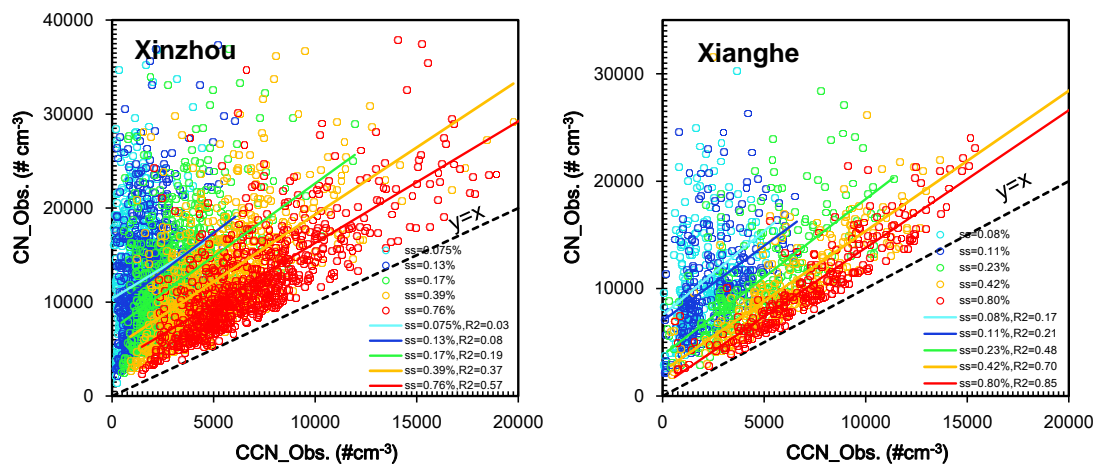 Xinzhou
CN_Obs. (# cm-3)
40000
30000
20000
10000
0
y=x
ss=0.075%
ss=0.13%
ss=0.17%
ss=0.39%
ss=0.76%
ss=0.075%,R2=0.03
ss=0.13%,R2=0.08
ss=0.17%,R2=0.19
ss=0.39%,R2=0.37
ss=0.76%,R2=0.57
0 5000 10000 15000 20000
CCN_Obs. (#cm-3)
Xianghe
CN_Obs. (# cm-3)
30000
20000
10000
0
y=x
ss=0.08%
ss=0.11%
ss=0.23%
ss=0.42%
ss=0.80%
ss=0.08%,R2=0.17
ss=0.11%,R2=0.21
ss=0.23%,R2=0.48
ss=0.42%,R2=0.70
ss=0.80%,R2=0.85
0 5000 10000 15000 20000
CCN_Obs. (#cm-3)